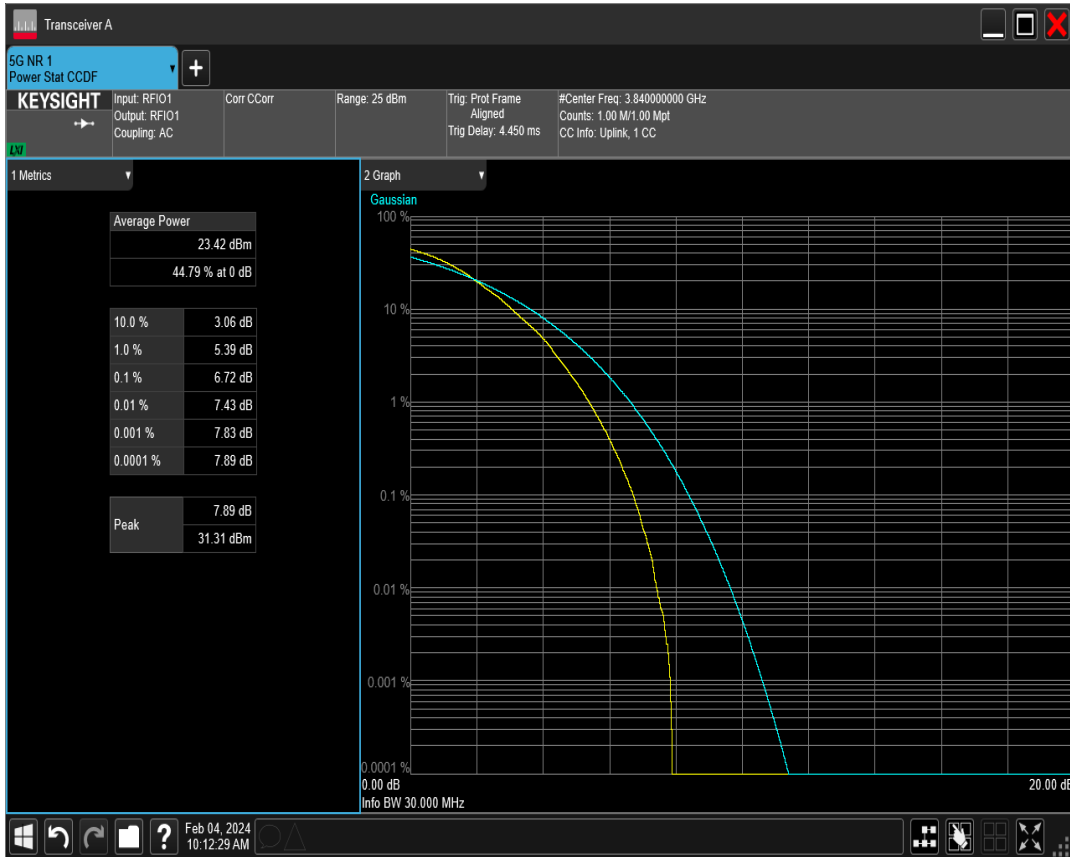 Transceiver A
5G NR 1
Power Stat CCDF
KEYSIGHT
LXI
Input: RFIO1
Output: RFIO1
Coupling: AC
Corr CCorr
Range: 25 dBm
Trig: Prot Frame
Aligned
Trig Delay: 4.450 ms
#Center Freq: 3.840000000 GHz
Counts: 1.00 M/1.00 Mpt
CC Info: Uplink, 1 CC
1 Metrics
Average Power
23.42 dBm
44.79 % at 0 dB
10.0 % 3.06 dB
1.0 % 5.39 dB
0.1 % 6.72 dB
0.01 % 7.43 dB
0.001 % 7.83 dB
0.0001 % 7.89 dB
Peak 7.89 dB
31.31 dBm
2 Graph
Gaussian
100 %
10 %
1 %
0.1 %
0.01 %
0.001 %
0.0001 %
0.00 dB 20.00 dB
Info BW 30.000 MHz
? Feb 04, 2024
10:12:29 AM